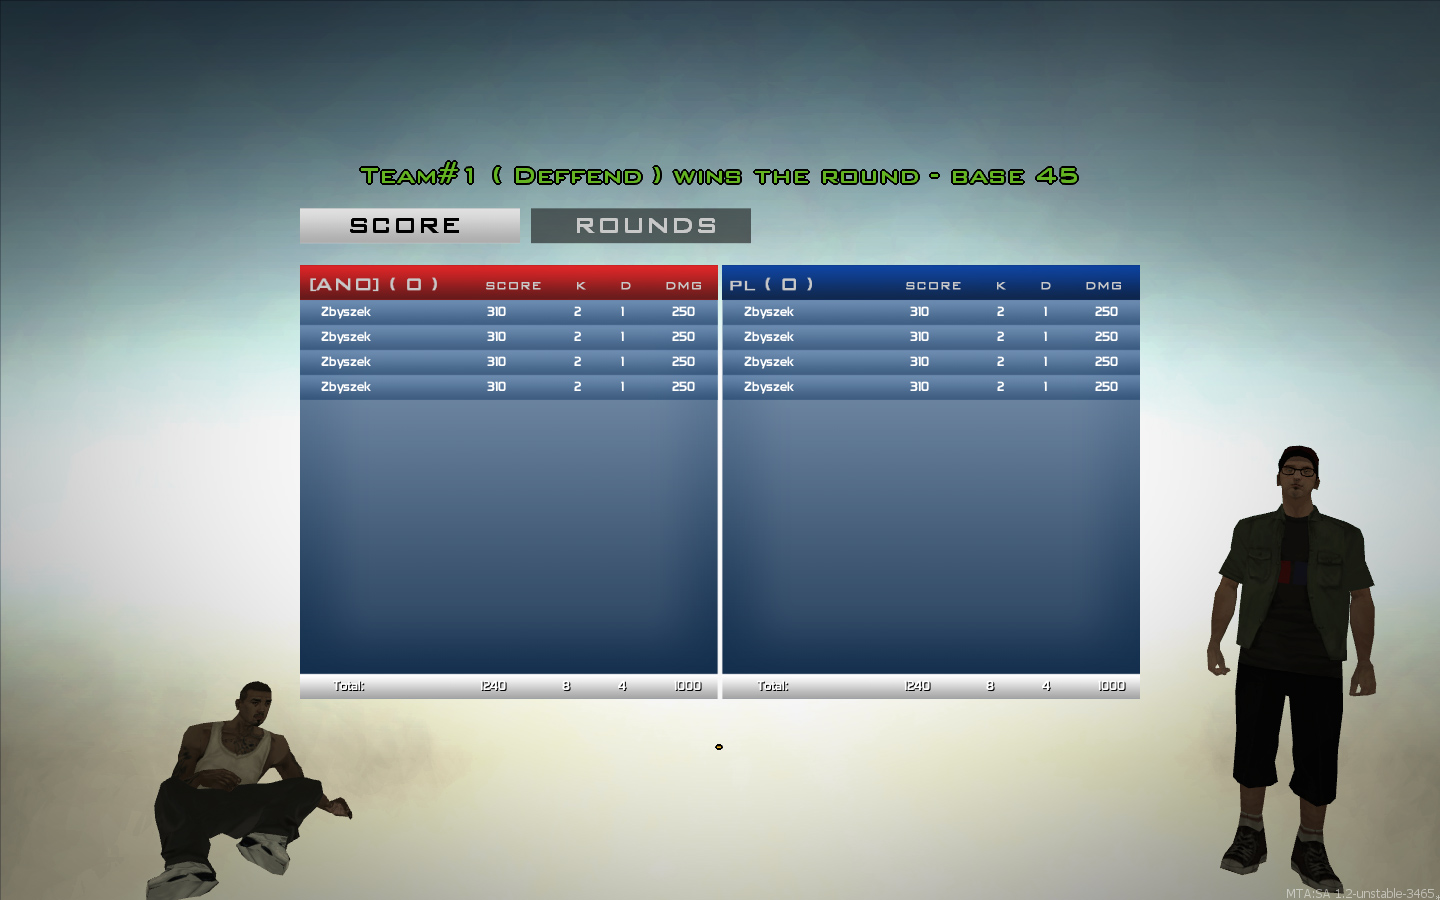 Team#1 ( Deffend ) wins the round - base 45
SCORE ROUNDS
[ANO] ( 0 ) SCORE K D DMG PL ( 0 ) SCORE K D DMG
Zbyszek 310 2 1 250 Zbyszek 310 2 1 250
Zbyszek 310 2 1 250 Zbyszek 310 2 1 250
Zbyszek 310 2 1 250 Zbyszek 310 2 1 250
Zbyszek 310 2 1 250 Zbyszek 310 2 1 250
Total: 1240 8 4 1000 Total: 1240 8 4 1000
MTA:SA 1.2-unstable-3465